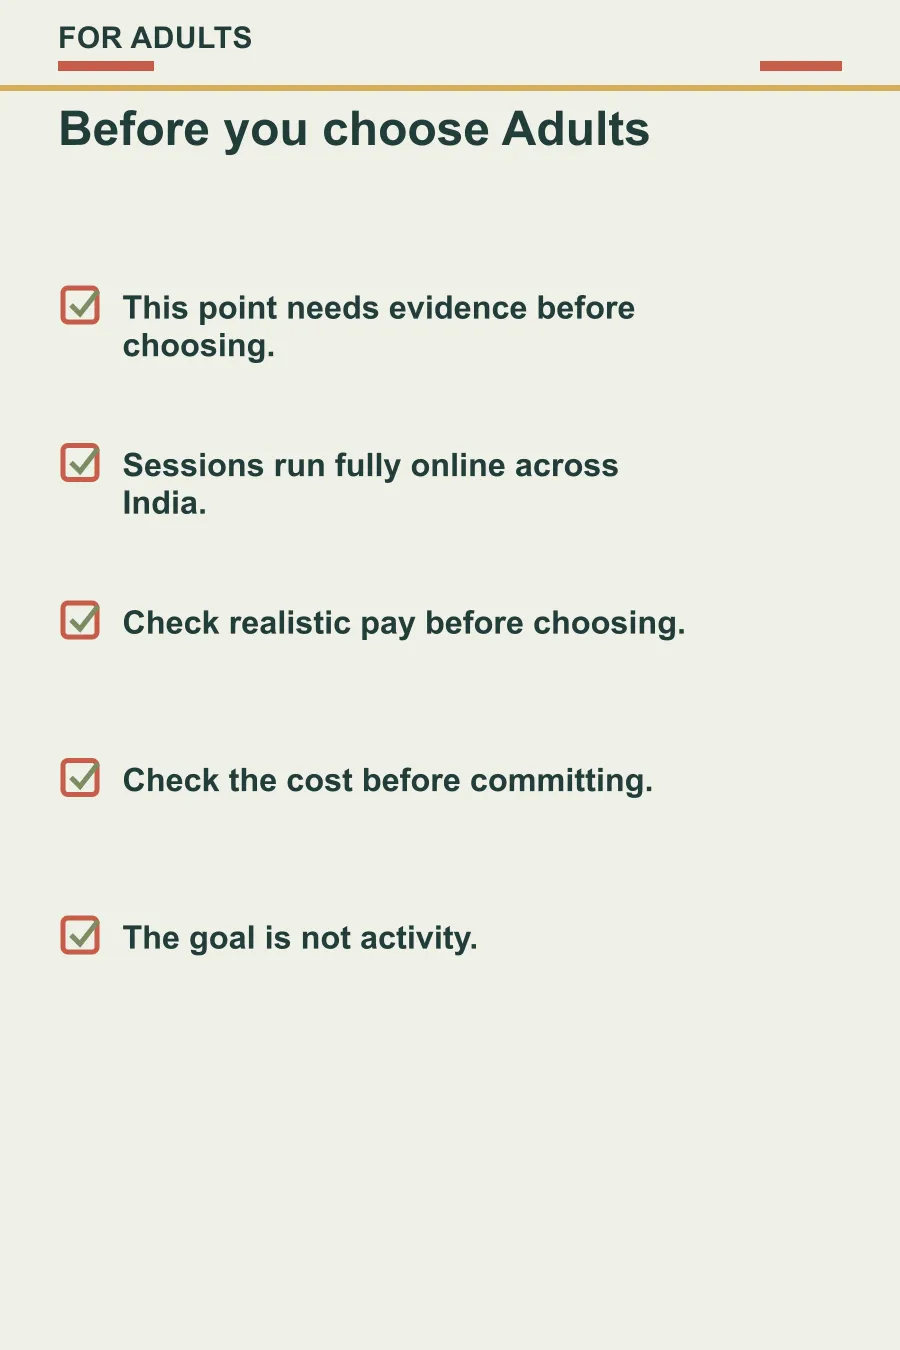 FOR ADULTS
Before you choose Adults
This point needs evidence before
choosing.
Sessions run fully online across
India.
Check realistic pay before choosing.
Check the cost before committing.
The goal is not activity.